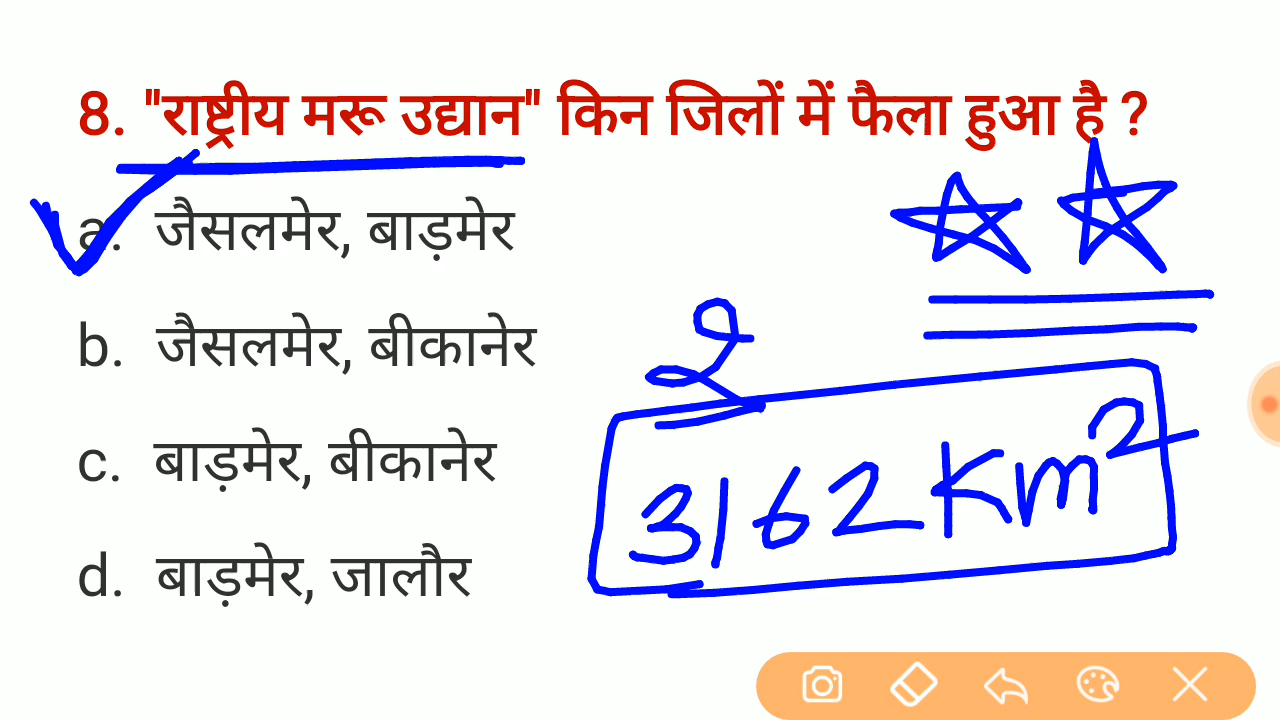 8. "राष्ट्रीय मरू उद्यान" किन जिलों में फैला हुआ है ?
a. जैसलमेर, बाड़मेर
b. जैसलमेर, बीकानेर
c. बाड़मेर, बीकानेर
d. बाड़मेर, जालौर
3162 Km²